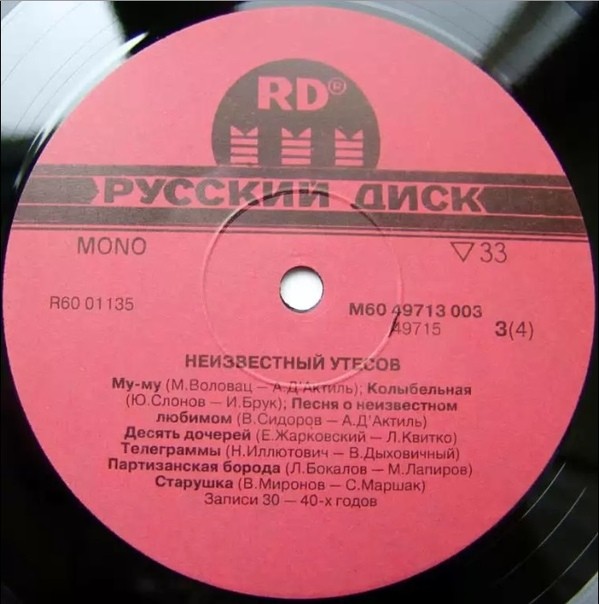 RD®
РУССКИЙ ДИСК
MONO
▽ 33
R60 01135
М60 49713 003
49715
3(4)
НЕИЗВЕСТНЫЙ УТЕСОВ
Му-му (М.Воловац — А.Д'Актиль); Колыбельная
(Ю.Слонов — И.Брук); Песня о неизвестном
любимом (В.Сидоров — А.Д'Актиль)
Десять дочерей (Е.Жарковский — Л.Квитко)
Телеграммы (Н.Иллютович — В.Дыховичный)
Партизанская борода (Л.Бокалов — М.Лапиров)
Старушка (В.Миронов — С.Маршак)
Записи 30 — 40-х годов